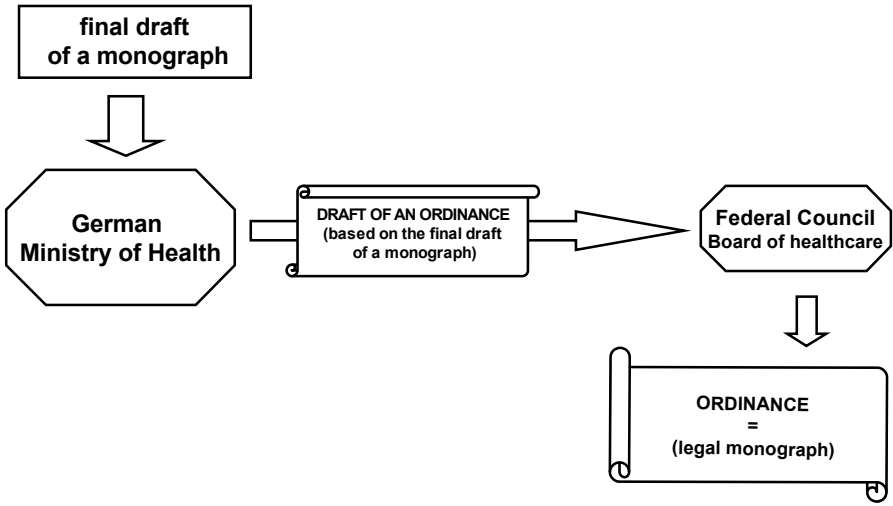 final draft
of a monograph
German
Ministry of Health
DRAFT OF AN ORDINANCE
(based on the final draft
of a monograph)
Federal Council
Board of healthcare
ORDINANCE
=
(legal monograph)